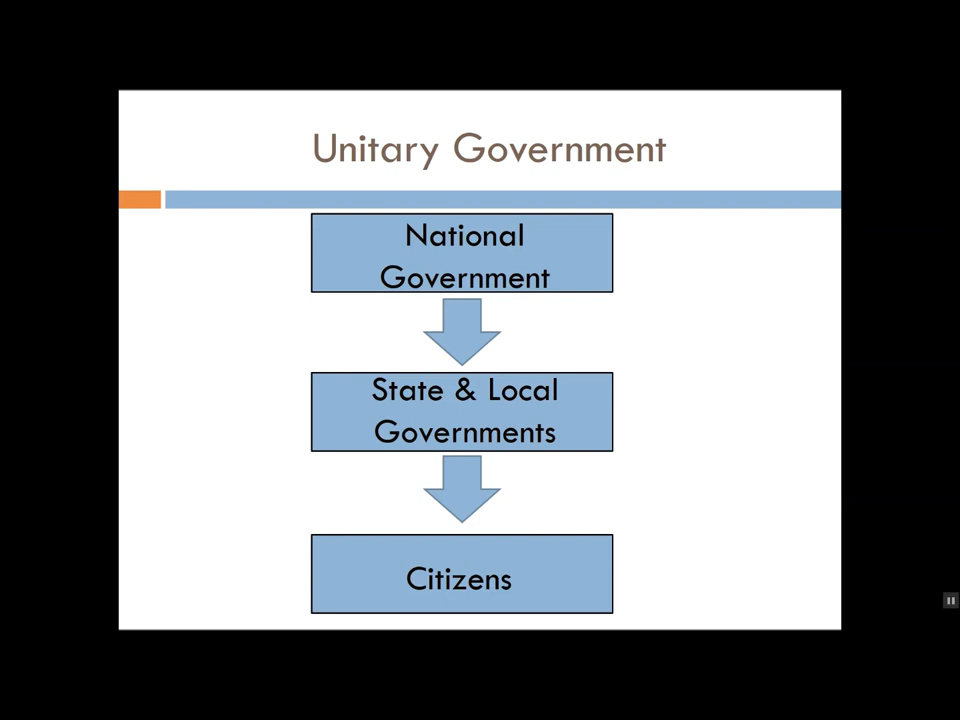 Unitary Government
National
Government
State & Local
Governments
Citizens